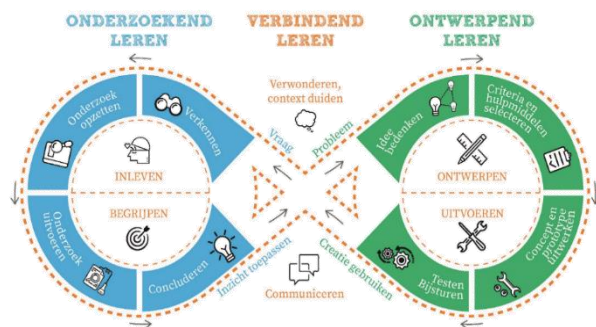 ONDERZOEKEND
LEREN
VERBINDEND
LEREN
ONTWERPEND
LEREN
Verwonderen,
context duiden
Onderzoek
opzetten
Verkennen
Vraag
Probleem
Idee
bedenken
Criteria en
hulpmiddelen
selecteren
INLEVEN
ONTWERPEN
BEGRIJPEN
UITVOEREN
Onderzoek
uitvoeren
Concluderen
Inzicht toepassen
Communiceren
Creatie gebruiken
Testen
Bijsturen
Concept en
prototype
uitwerken